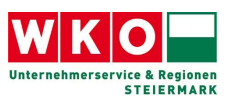 WKO
Unternehmerservice & Regionen
STEIERMARK